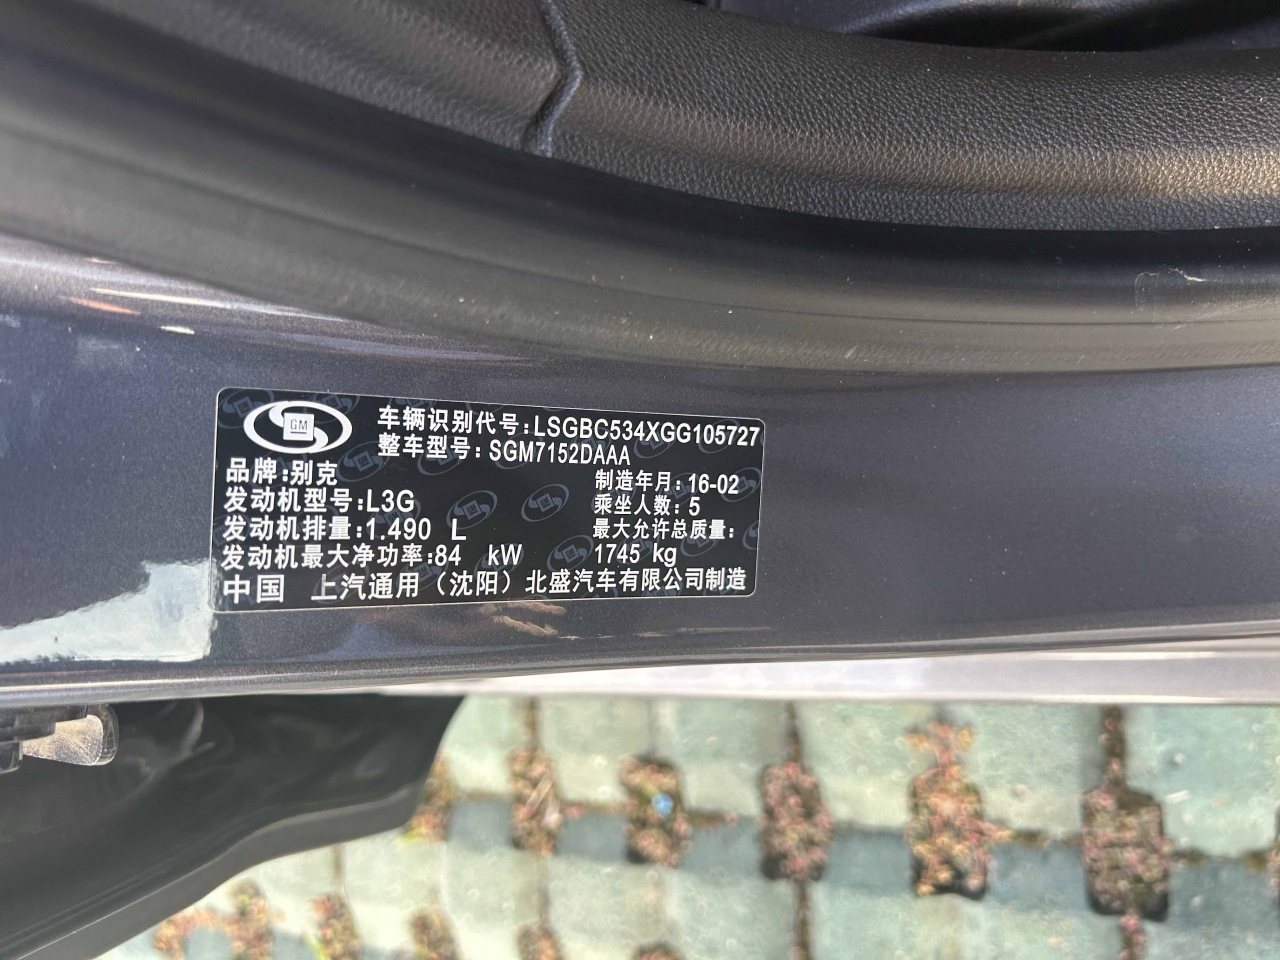 GM
车辆识别代号:LSGBC534XGG105727
整车型号:SGM7152DAAA
品牌:别克
制造年月:16-02
发动机型号:L3G
乘坐人数:5
发动机排量:1.490 L
最大允许总质量:
发动机最大净功率:84 kW
1745 kg
中国 上汽通用（沈阳）北盛汽车有限公司制造